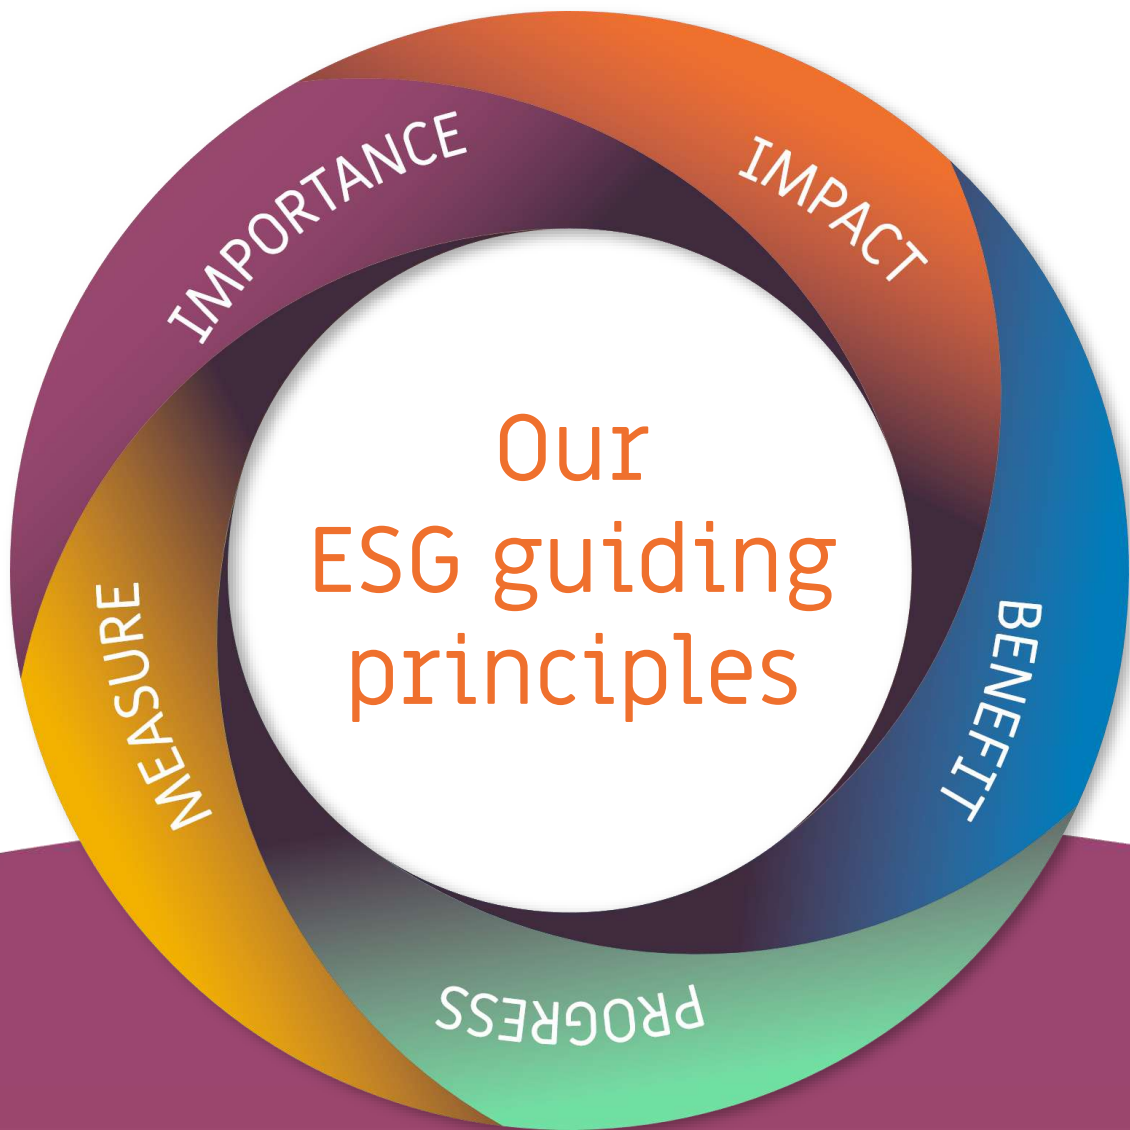 IMPORTANCE
IMPACT
BENEFIT
PROGRESS
MEASURE
Our
ESG guiding
principles